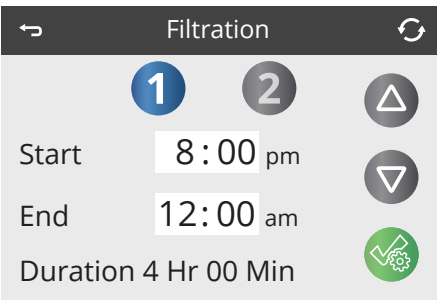 Filtration
1 2
Start 8:00 pm
End 12:00 am
Duration 4 Hr 00 Min